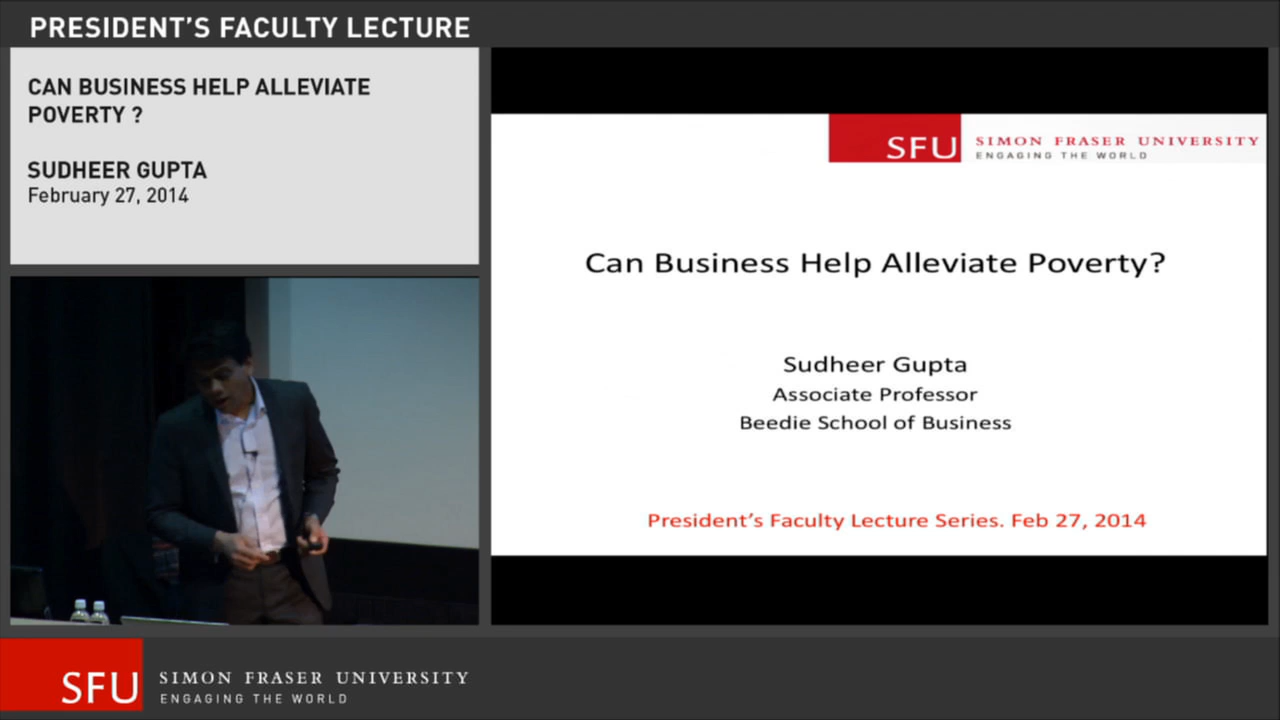 PRESIDENT'S FACULTY LECTURE
CAN BUSINESS HELP ALLEVIATE
POVERTY ?
SUDHEER GUPTA
February 27, 2014
SFU SIMON FRASER UNIVERSITY
ENGAGING THE WORLD
Can Business Help Alleviate Poverty?
Sudheer Gupta
Associate Professor
Beedie School of Business
President's Faculty Lecture Series. Feb 27, 2014
SFU SIMON FRASER UNIVERSITY
ENGAGING THE WORLD